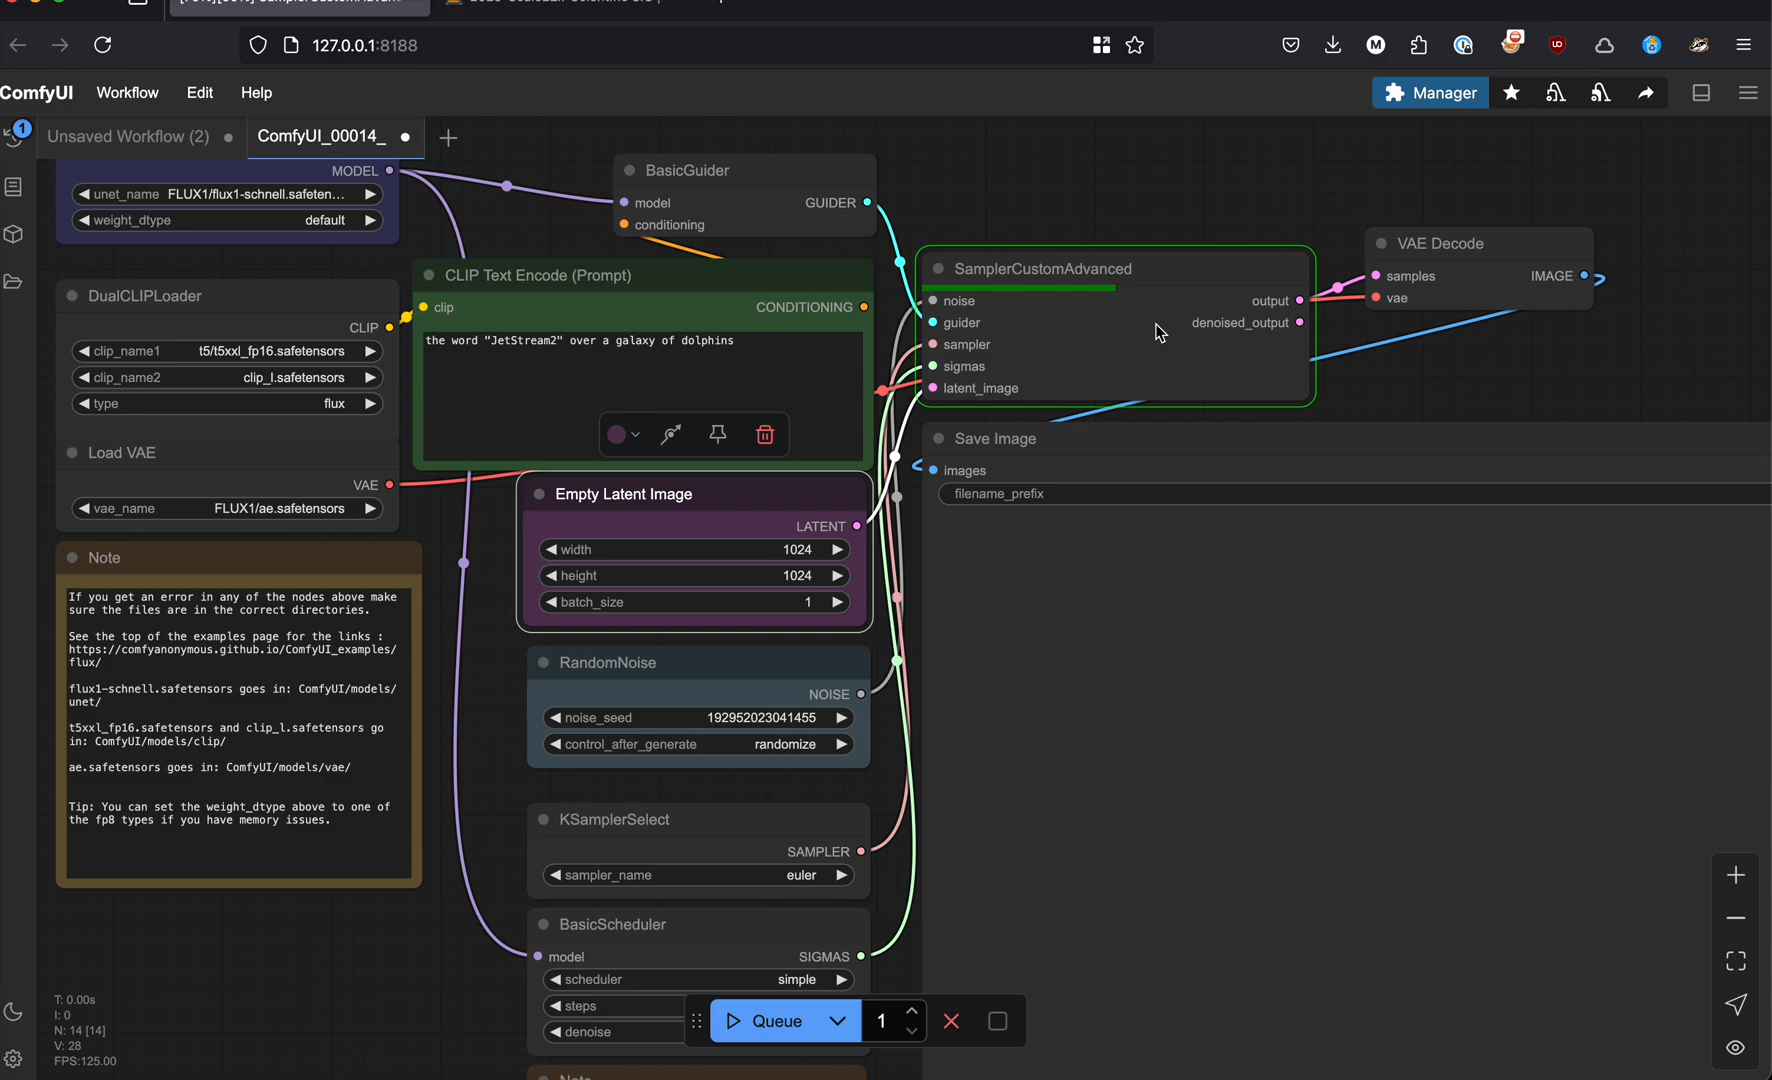 127.0.0.1:8188
ComfyUI
Workflow
Edit
Help
Manager
1
Unsaved Workflow (2)
ComfyUI_00014_
MODEL
unet_name FLUX1/flux1-schnell.safeten...
weight_dtype default
BasicGuider
model GUIDER
conditioning
DualCLIPLoader
CLIP
clip_name1 t5/t5xxl_fp16.safetensors
clip_name2 clip_l.safetensors
type flux
CLIP Text Encode (Prompt)
clip CONDITIONING
the word "JetStream2" over a galaxy of dolphins
SamplerCustomAdvanced
noise output
guider denoised_output
sampler
sigmas
latent_image
VAE Decode
samples IMAGE
vae
Load VAE
VAE
vae_name FLUX1/ae.safetensors
Save Image
images
filename_prefix
Empty Latent Image
LATENT
width 1024
height 1024
batch_size 1
Note
If you get an error in any of the nodes above make
sure the files are in the correct directories.
See the top of the examples page for the links :
https://comfyanonymous.github.io/ComfyUI_examples/
flux/
flux1-schnell.safetensors goes in: ComfyUI/models/
unet/
t5xxl_fp16.safetensors and clip_l.safetensors go
in: ComfyUI/models/clip/
ae.safetensors goes in: ComfyUI/models/vae/
Tip: You can set the weight_dtype above to one of
the fp8 types if you have memory issues.
RandomNoise
NOISE
noise_seed 192952023041455
control_after_generate randomize
KSamplerSelect
SAMPLER
sampler_name euler
BasicScheduler
model SIGMAS
scheduler simple
steps
denoise
Queue
1
T: 0.00s
I: 0
N: 14 [14]
V: 28
FPS:125.00